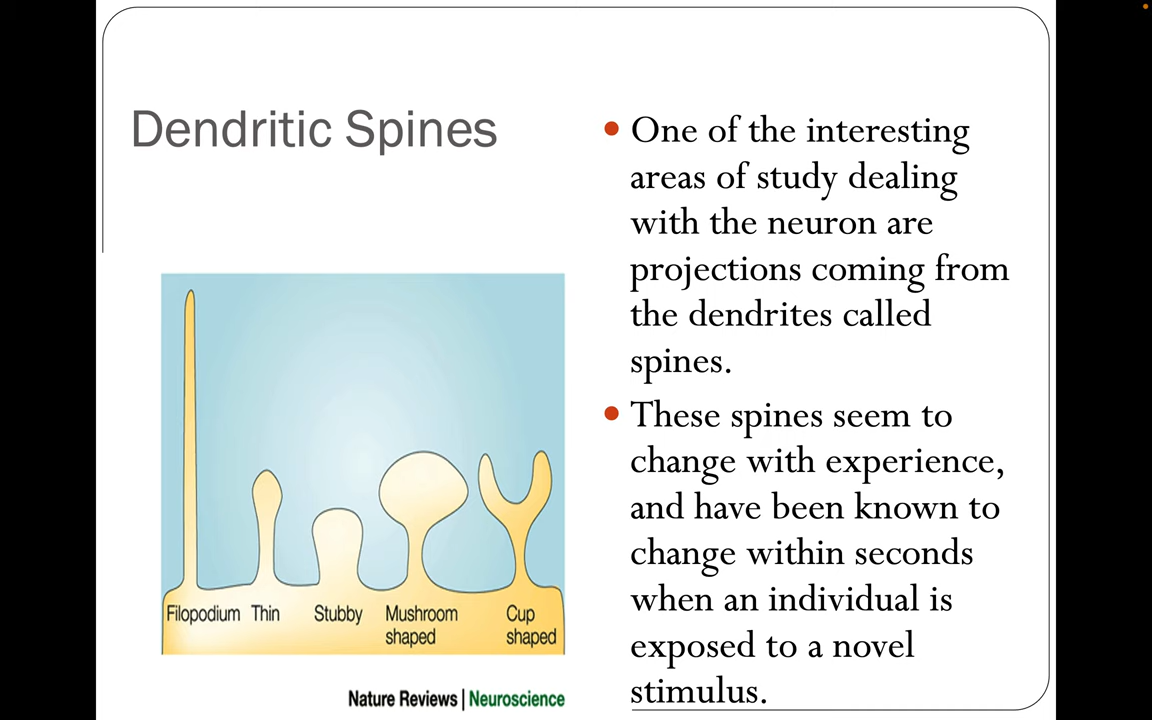 Dendritic Spines
• One of the interesting
areas of study dealing
with the neuron are
projections coming from
the dendrites called
spines.
• These spines seem to
change with experience,
and have been known to
change within seconds
when an individual is
exposed to a novel
stimulus.
Filopodium Thin Stubby Mushroom shaped Cup shaped
Nature Reviews | Neuroscience